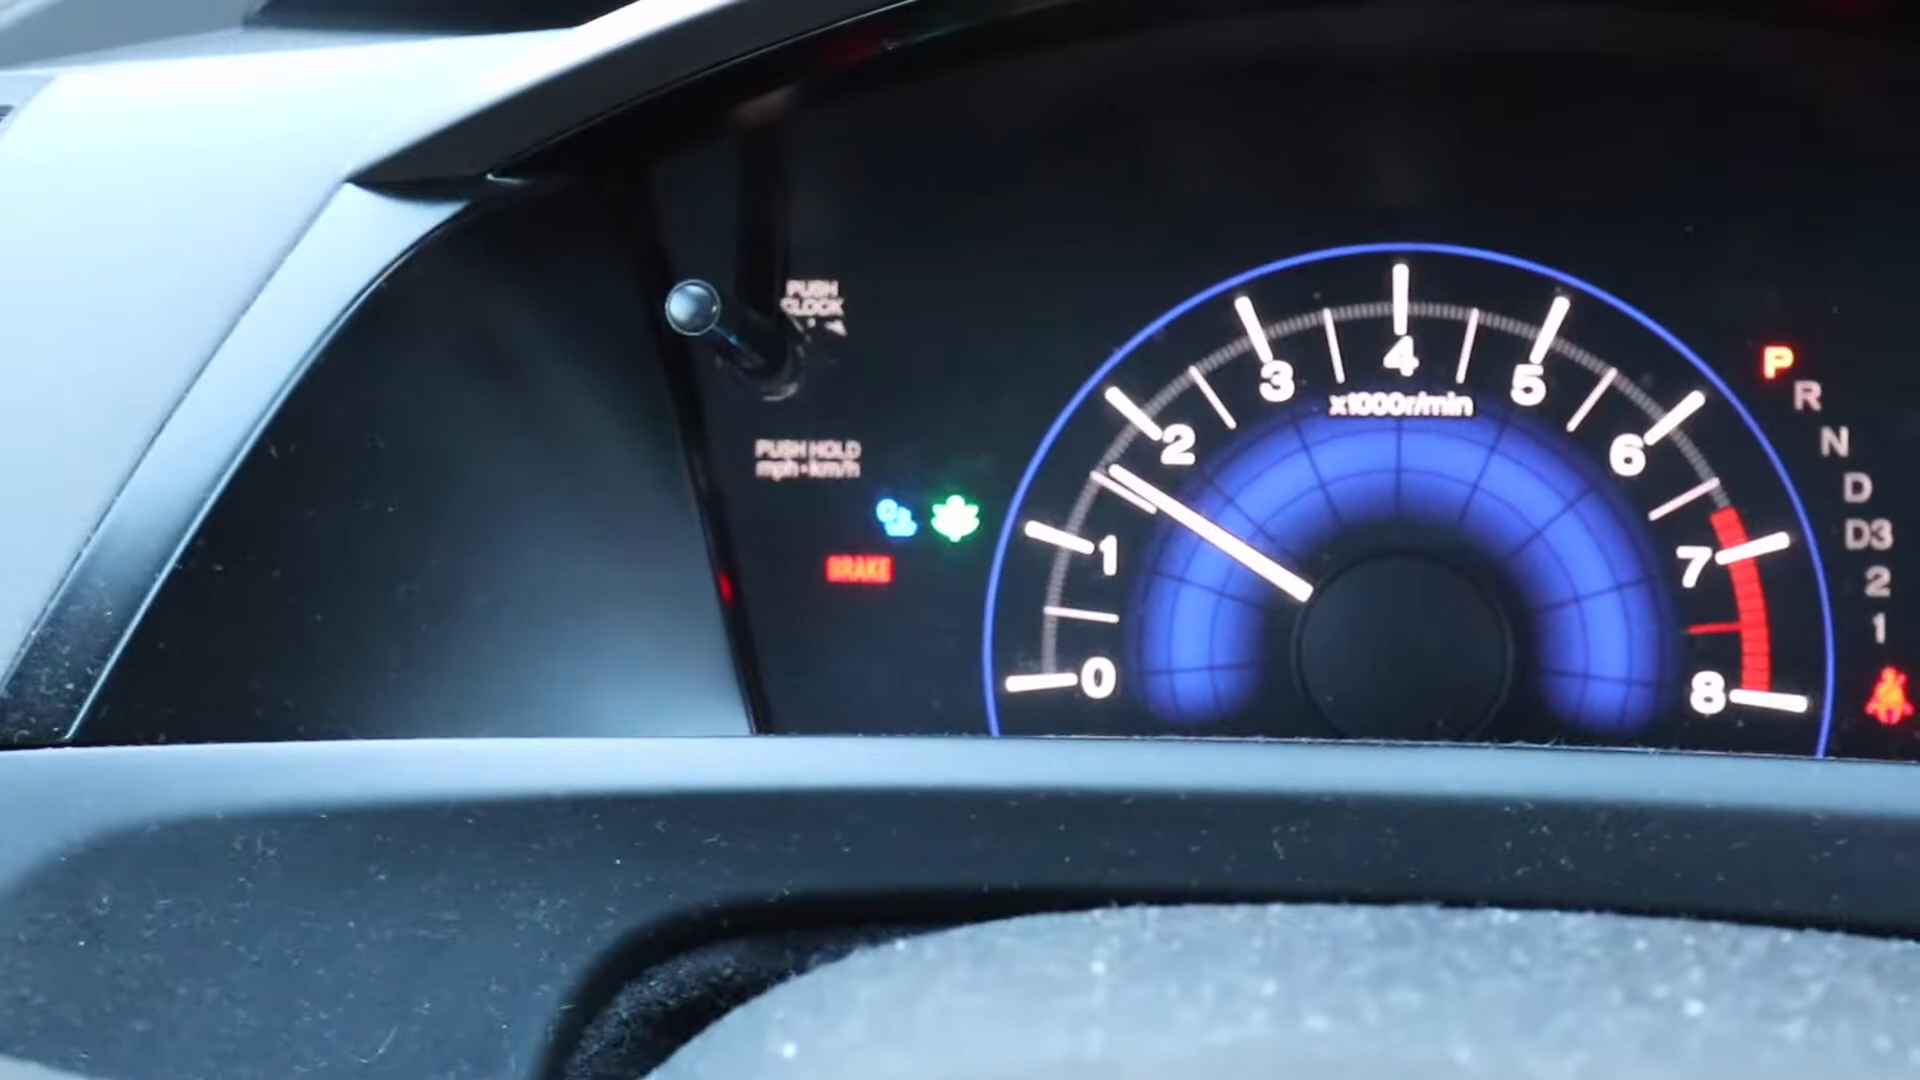 PUSH
CLOCK
PUSH HOLD
mph•km/h
BRAKE
0
1
2
3
4
5
6
7
8
x1000r/min
P
R
N
D
D3
2
1